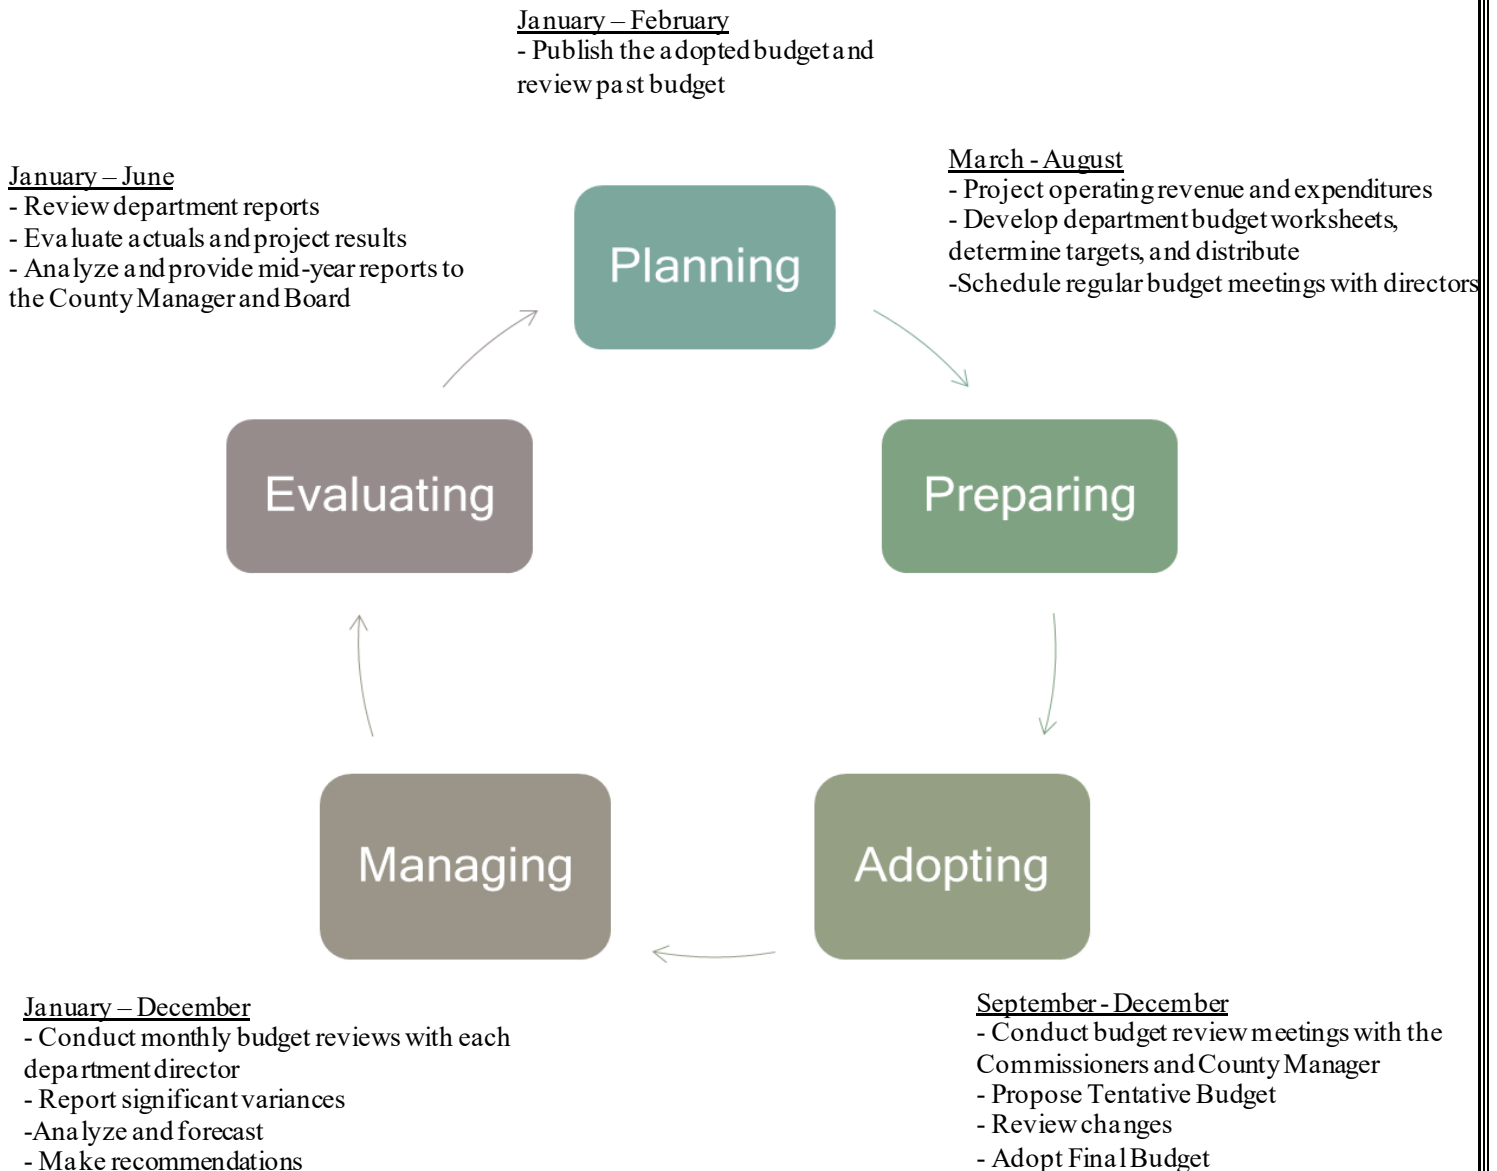 January – February
- Publish the adopted budget and
review past budget
January – June
- Review department reports
- Evaluate actuals and project results
- Analyze and provide mid-year reports to
the County Manager and Board
March - August
- Project operating revenue and expenditures
- Develop department budget worksheets,
determine targets, and distribute
-Schedule regular budget meetings with directors
Planning
Evaluating
Preparing
Managing
Adopting
January – December
- Conduct monthly budget reviews with each
department director
- Report significant variances
-Analyze and forecast
- Make recommendations
September - December
- Conduct budget review meetings with the
Commissioners and County Manager
- Propose Tentative Budget
- Review changes
- Adopt Final Budget